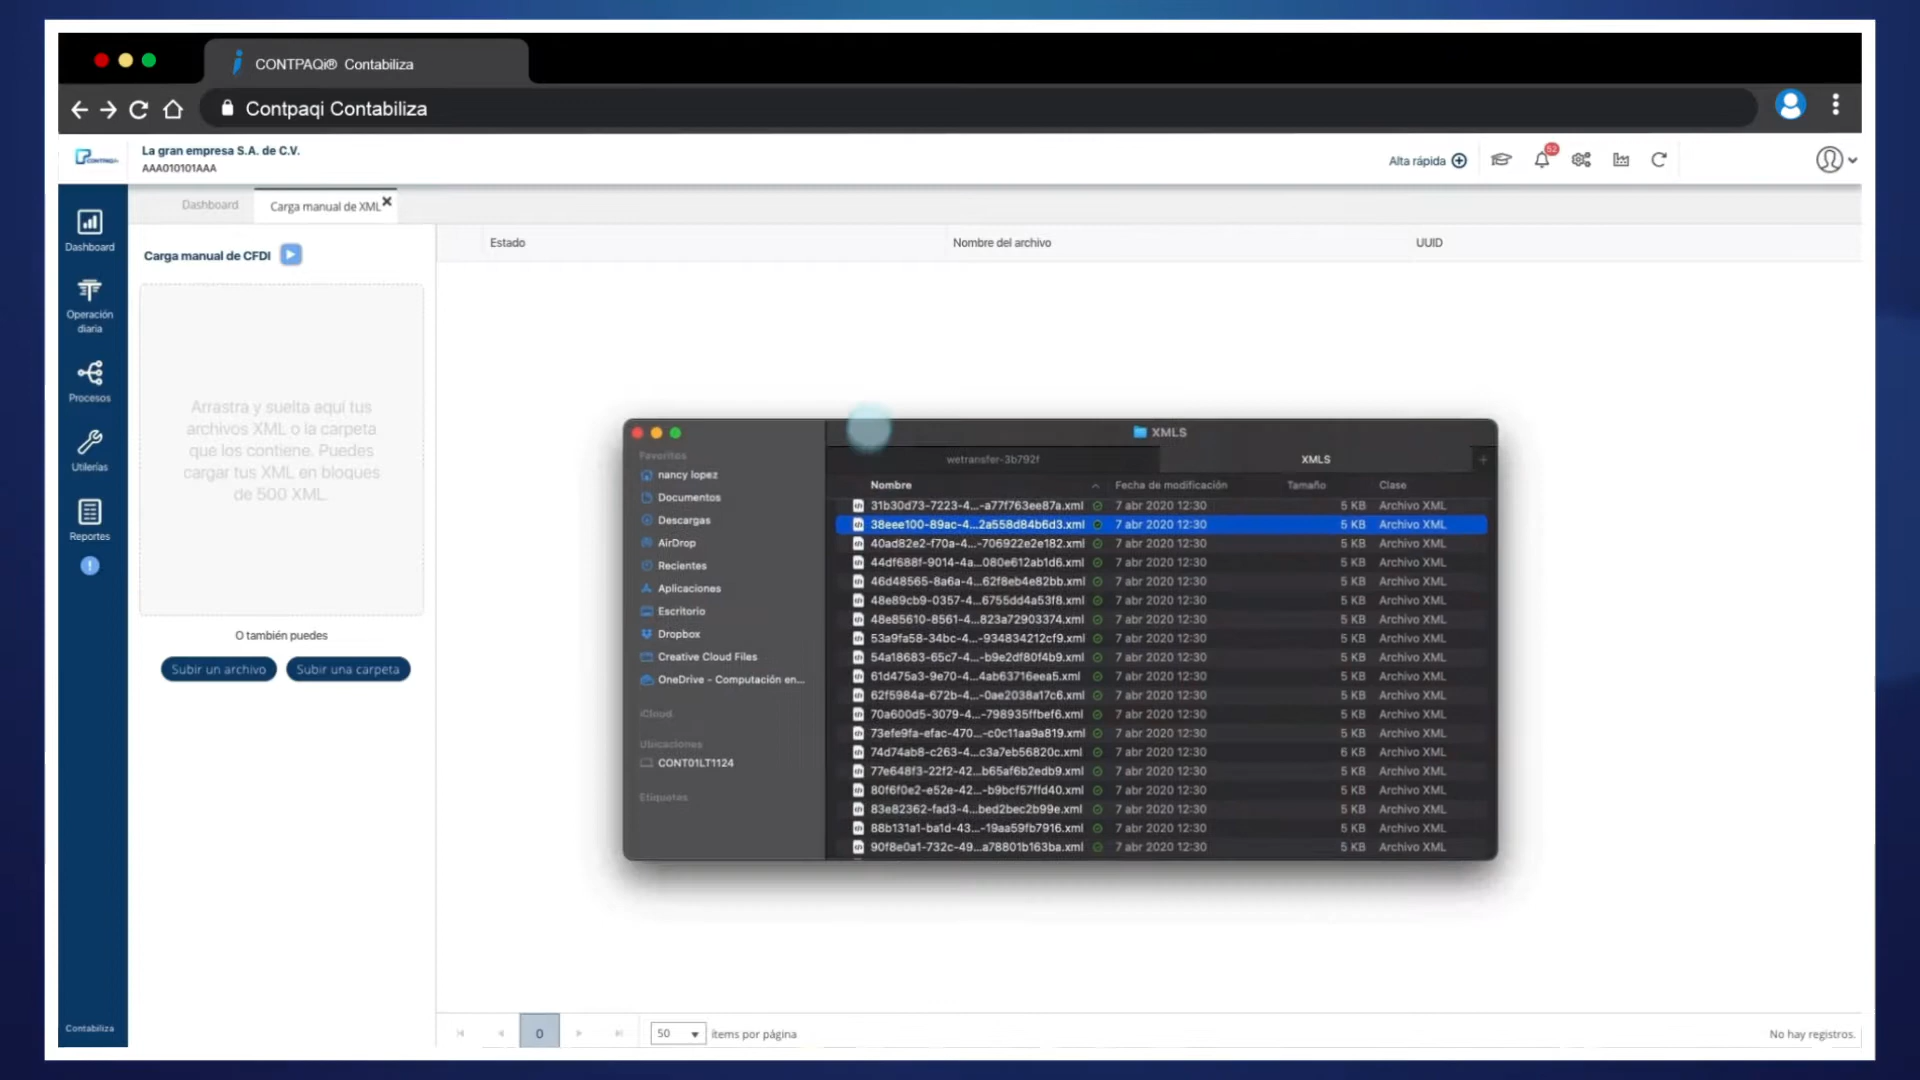 CONTPAQi® Contabiliza
Contpaqi Contabiliza
CONTPAQi
La gran empresa S.A. de C.V.
AAA010101AAA
Alta rápida
52
Dashboard
Carga manual de XML
Dashboard
Operación
diaria
Procesos
Utilerías
Reportes
Contabiliza
Carga manual de CFDI
Arrastra y suelta aquí tus
archivos XML o la carpeta
que los contiene. Puedes
cargar tus XML en bloques
de 500 XML.
O también puedes
Subir un archivo
Subir una carpeta
Estado Nombre del archivo UUID
XMLS
wetransfer-3b792f
XMLS
Favoritos
nancy lopez
Documentos
Descargas
AirDrop
Recientes
Aplicaciones
Escritorio
Dropbox
Creative Cloud Files
OneDrive - Computación en...
iCloud
Ubicaciones
CONT01LT1124
Etiquetas
Nombre Fecha de modificación Tamaño Clase
31b30d73-7223-4...-a77f763ee87a.xml 7 abr 2020 12:30 5 KB Archivo XML
38eee100-89ac-4...2a558d84b6d3.xml 7 abr 2020 12:30 5 KB Archivo XML
40ad82e2-f70a-4...-706922e2e182.xml 7 abr 2020 12:30 5 KB Archivo XML
44df688f-9014-4a...080e612ab1d6.xml 7 abr 2020 12:30 5 KB Archivo XML
46d48565-8a6a-4...62f8eb4e82bb.xml 7 abr 2020 12:30 5 KB Archivo XML
48e89cb9-0357-4...6755dd4a53f8.xml 7 abr 2020 12:30 5 KB Archivo XML
48e85610-8561-4...823a72903374.xml 7 abr 2020 12:30 5 KB Archivo XML
53a9fa58-34bc-4...-934834212cf9.xml 7 abr 2020 12:30 5 KB Archivo XML
54a18683-65c7-4...-b9e2df80f4b9.xml 7 abr 2020 12:30 5 KB Archivo XML
61d475a3-9e70-4...4ab63716eea5.xml 7 abr 2020 12:30 5 KB Archivo XML
62f5984a-672b-4...-0ae2038a17c6.xml 7 abr 2020 12:30 5 KB Archivo XML
70a600d5-3079-4...-798935ffbef6.xml 7 abr 2020 12:30 5 KB Archivo XML
73efe9fa-efac-470...-c0c11aa9a819.xml 7 abr 2020 12:30 5 KB Archivo XML
74d74ab8-c263-4...c3a7eb56820c.xml 7 abr 2020 12:30 6 KB Archivo XML
77e648f3-22f2-42...b65af6b2edb9.xml 7 abr 2020 12:30 5 KB Archivo XML
80f6f0e2-e52e-42...-b9bcf57ffd40.xml 7 abr 2020 12:30 5 KB Archivo XML
83e82362-fad3-4...bed2bec2b99e.xml 7 abr 2020 12:30 5 KB Archivo XML
88b131a1-ba1d-43...-19aa59fb7916.xml 7 abr 2020 12:30 5 KB Archivo XML
90f8e0a1-732c-49...a78801b163ba.xml 7 abr 2020 12:30 5 KB Archivo XML
0
50
ítems por página
No hay registros.